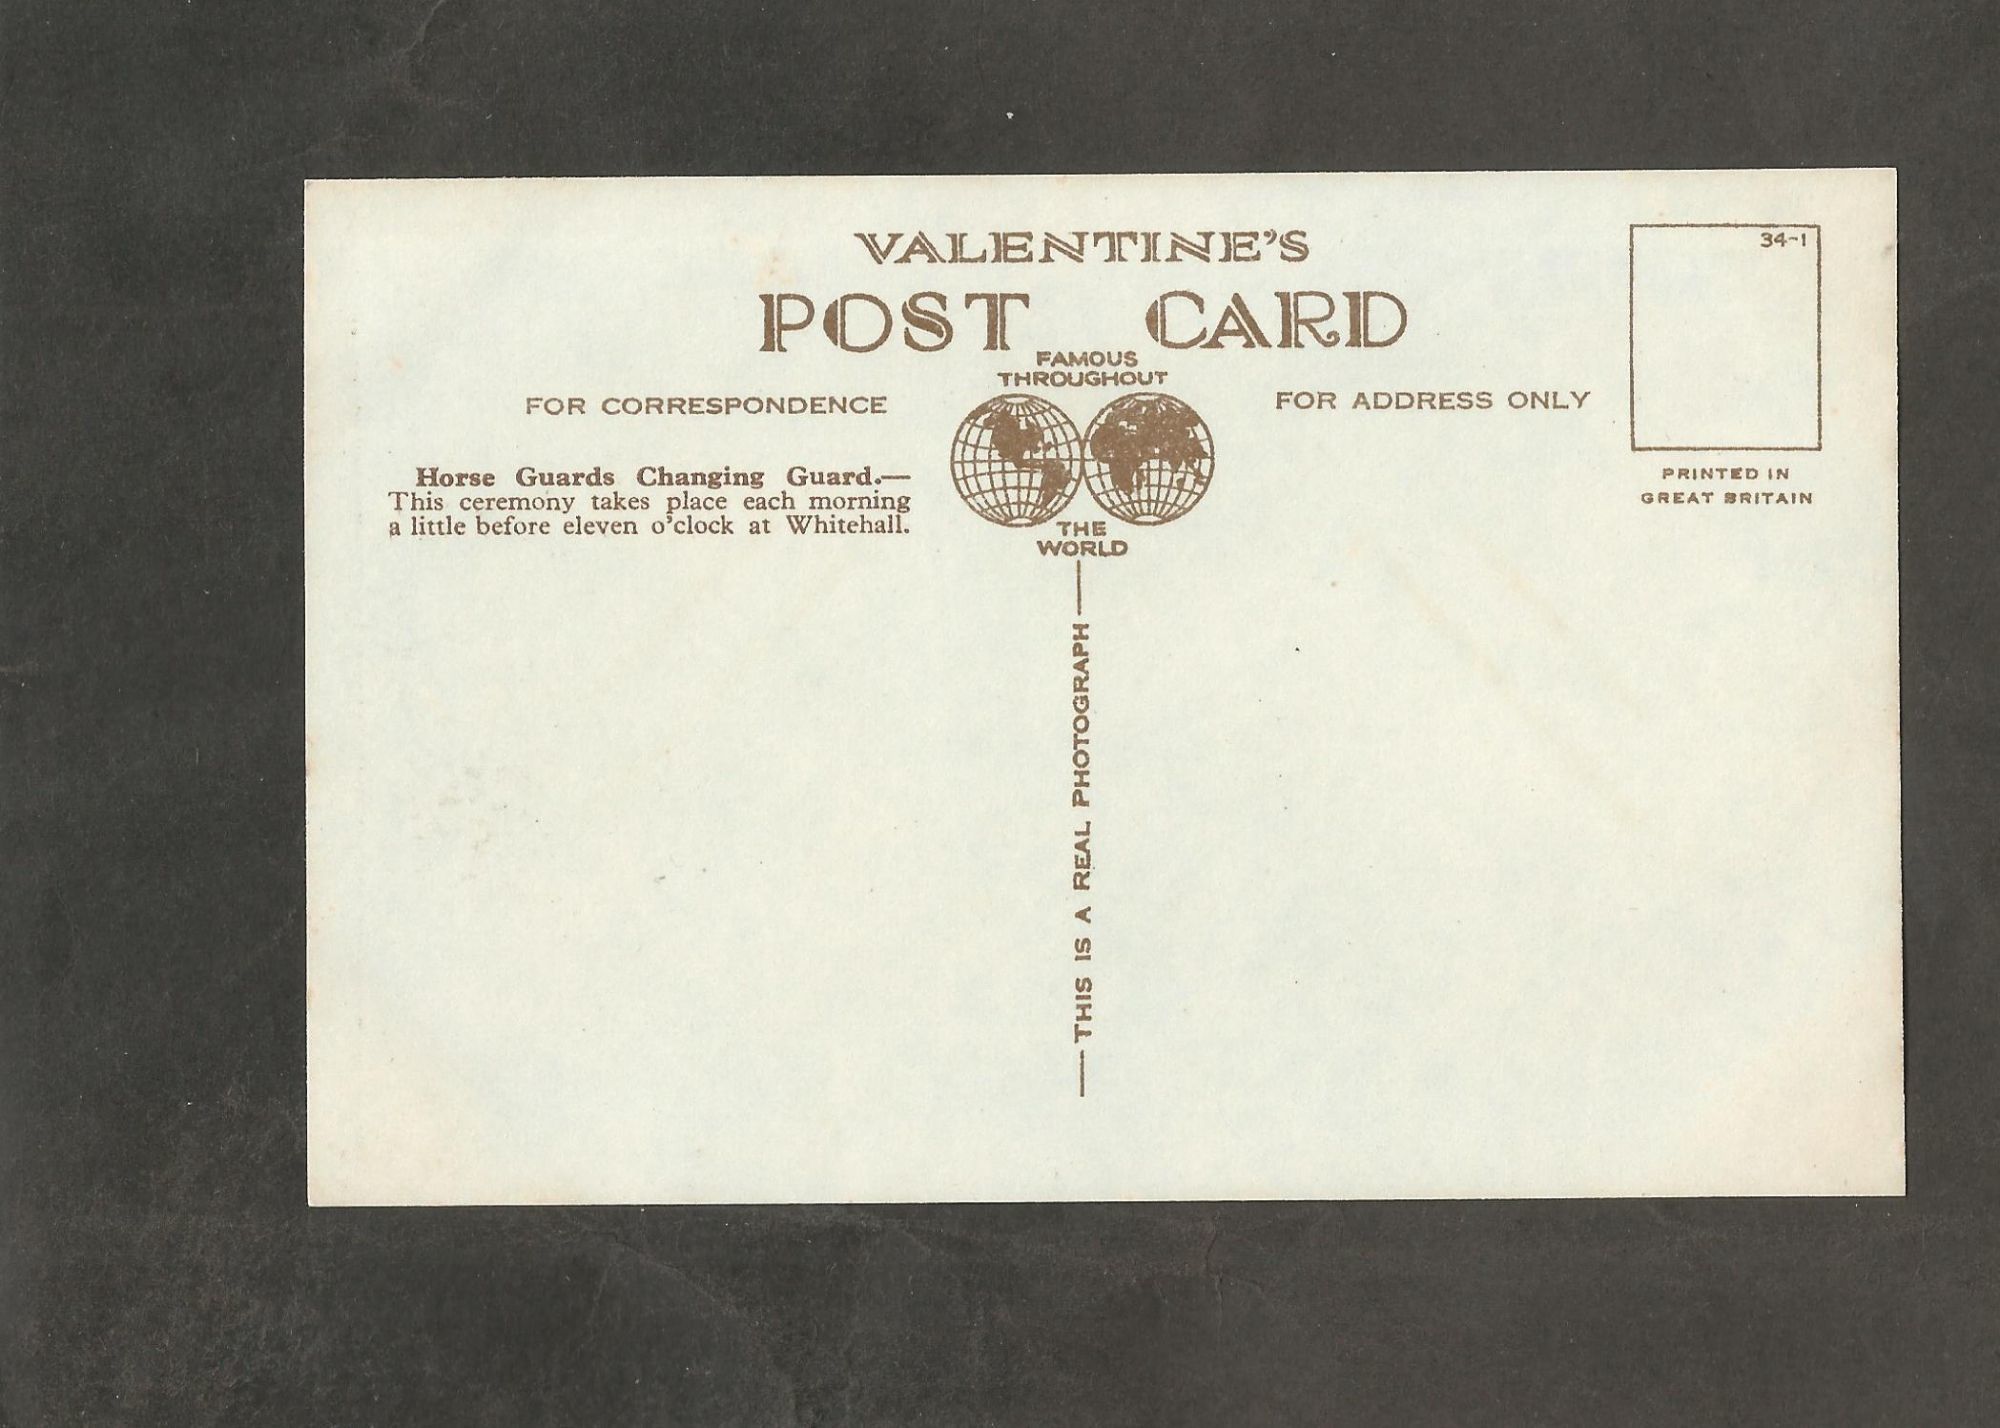 VALENTINE'S
34-1
POST CARD
FAMOUS
THROUGHOUT
FOR CORRESPONDENCE
FOR ADDRESS ONLY
Horse Guards Changing Guard.—
This ceremony takes place each morning
a little before eleven o'clock at Whitehall.
PRINTED IN
GREAT BRITAIN
THE
WORLD
— THIS IS A REAL PHOTOGRAPH —